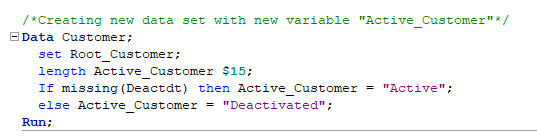 /*Creating new data set with new variable "Active_Customer"*/
Data Customer;
set Root_Customer;
length Active_Customer $15;
If missing(Deactdt) then Active_Customer = "Active";
else Active_Customer = "Deactivated";
Run;